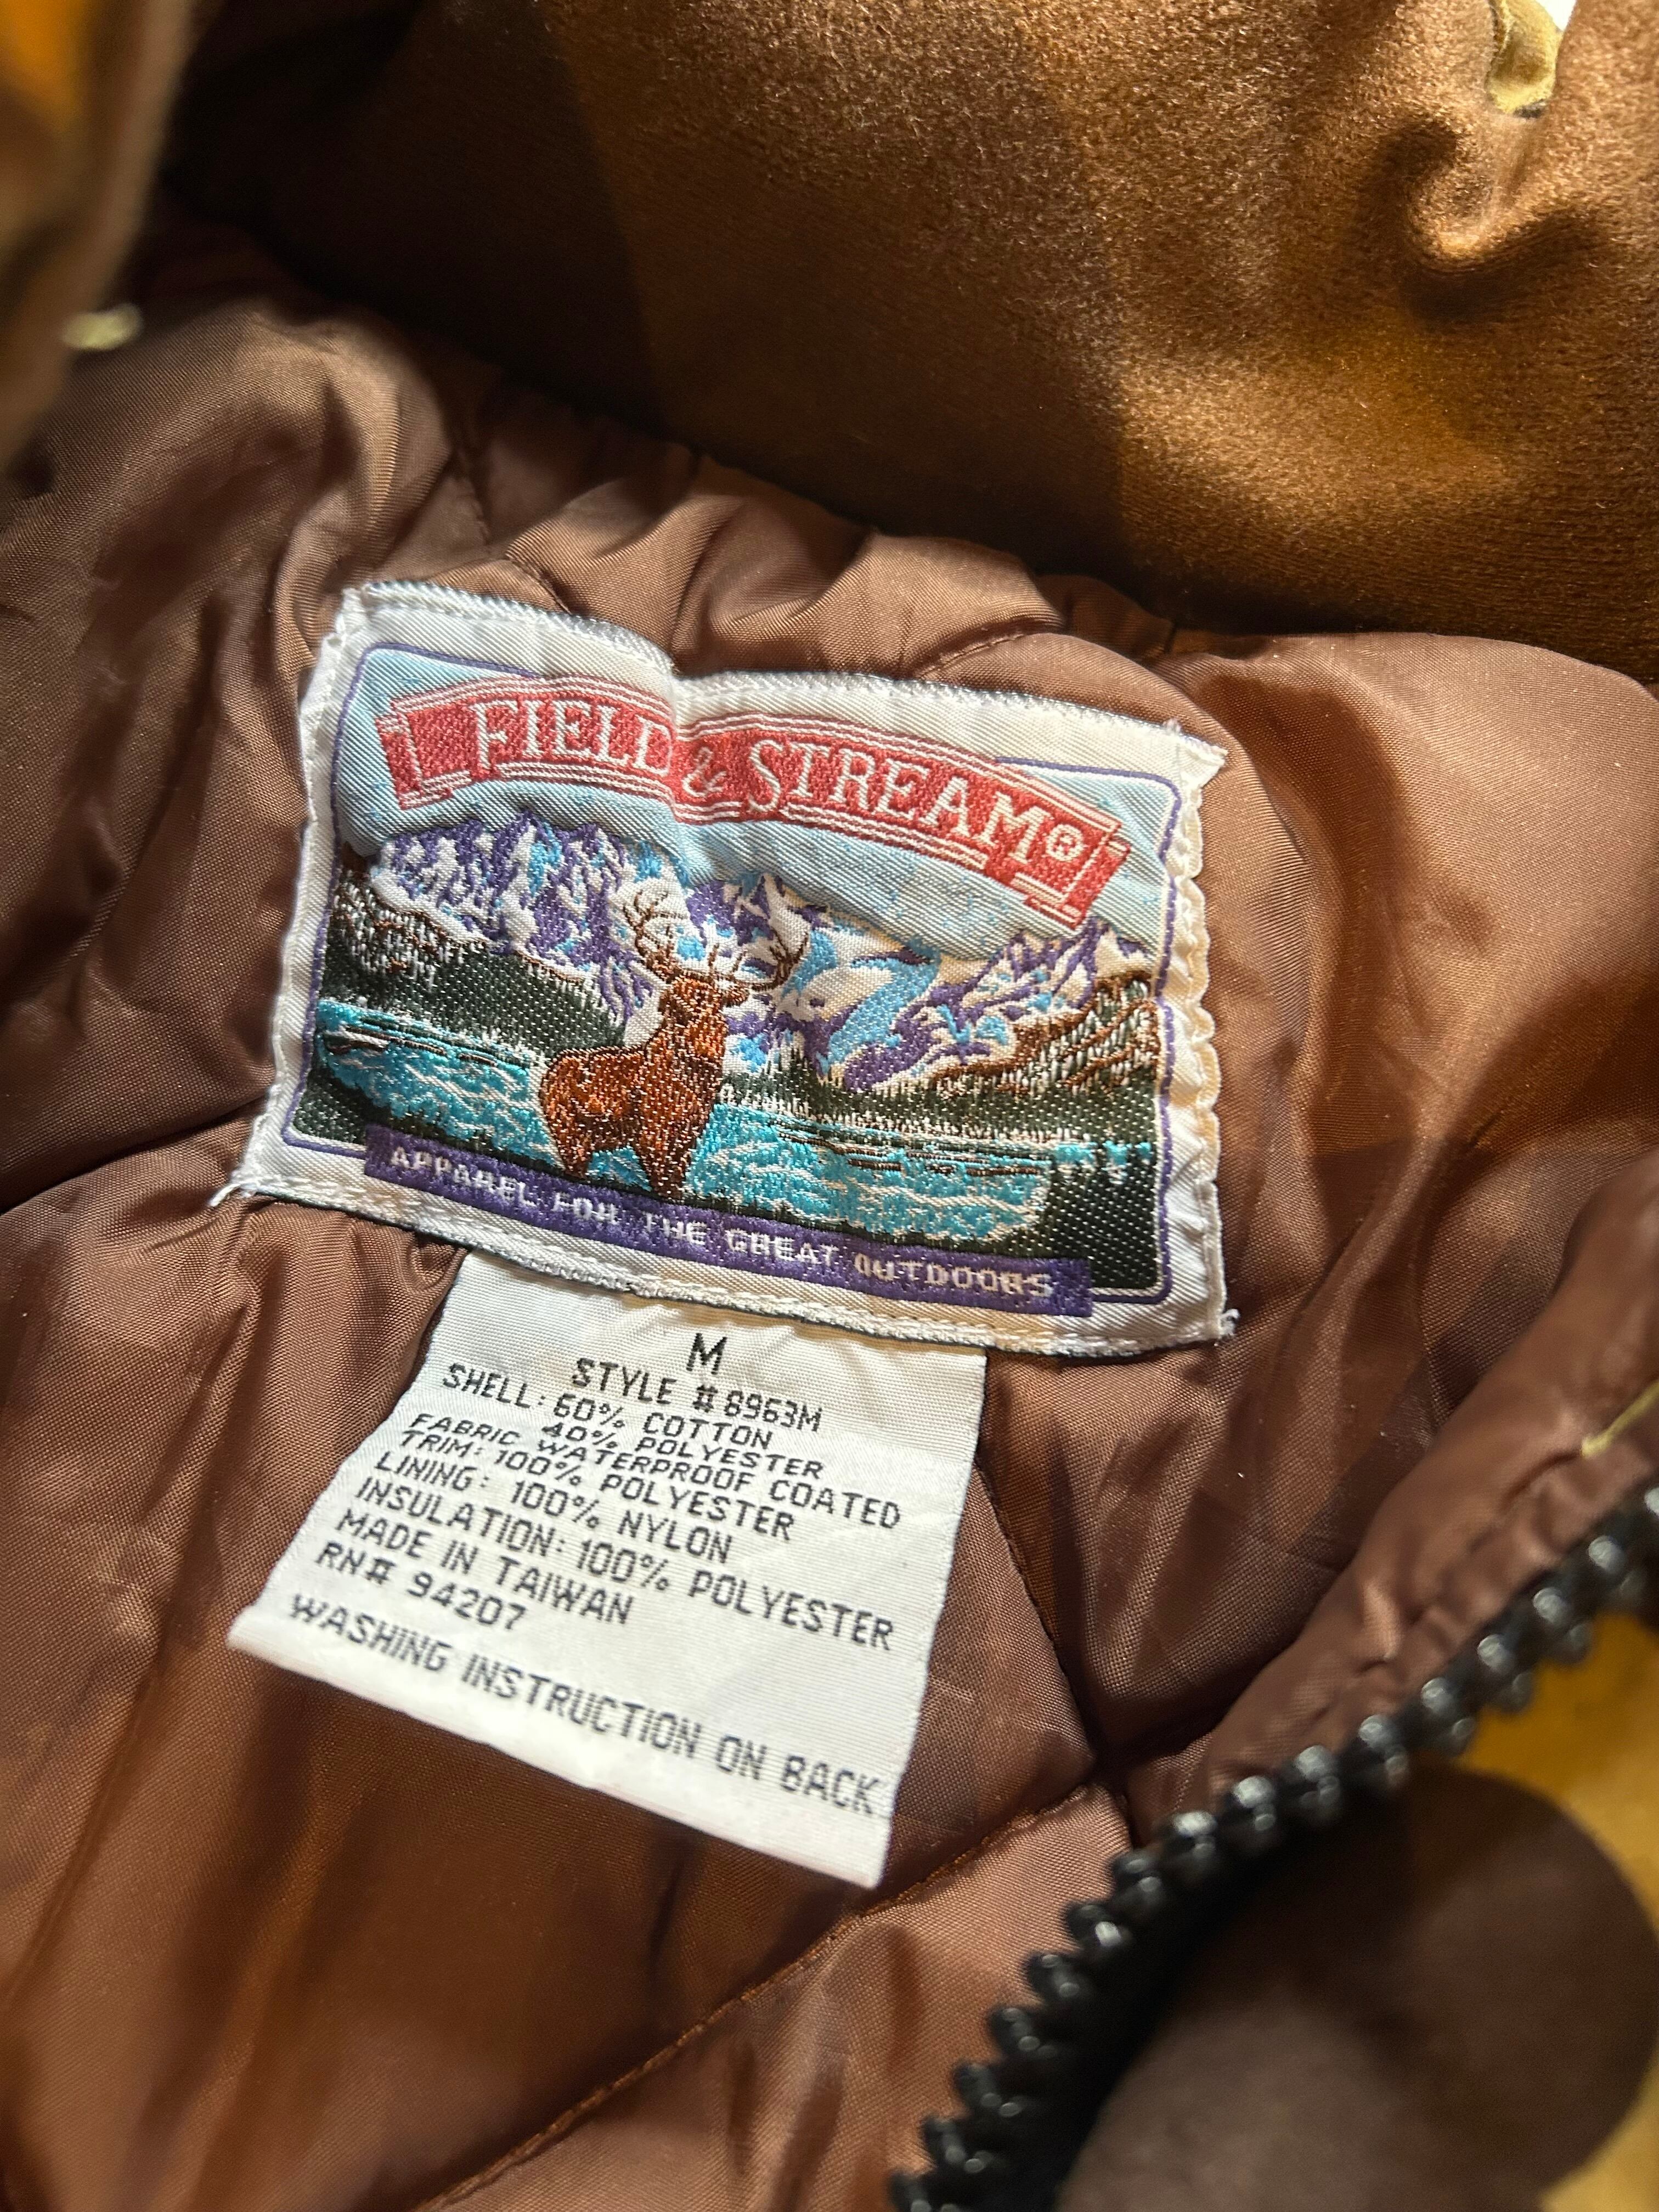 FIELD & STREAM®
APPAREL FOR THE GREAT OUTDOORS
M
STYLE # 8963M
SHELL: 60% COTTON
40% POLYESTER
FABRIC WATERPROOF COATED
TRIM: 100% POLYESTER
LINING: 100% NYLON
INSULATION: 100% POLYESTER
MADE IN TAIWAN
RN# 94207
WASHING INSTRUCTION ON BACK